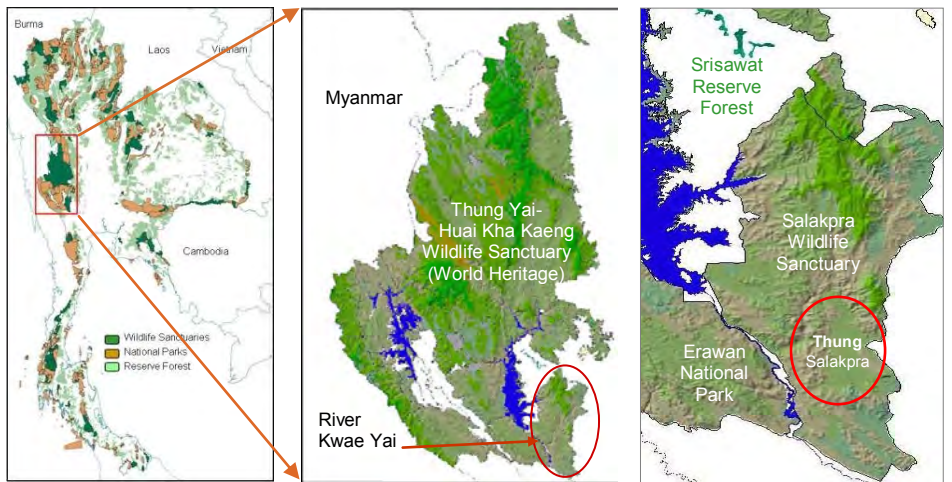 Burma
Laos
Vietnam
Cambodia
Wildlife Sanctuaries
National Parks
Reserve Forest
Myanmar
Thung Yai-
Huai Kha Kaeng
Wildlife Sanctuary
(World Heritage)
River
Kwae Yai
Srisawat
Reserve
Forest
Salakpra
Wildlife
Sanctuary
Thung
Salakpra
Erawan
National
Park